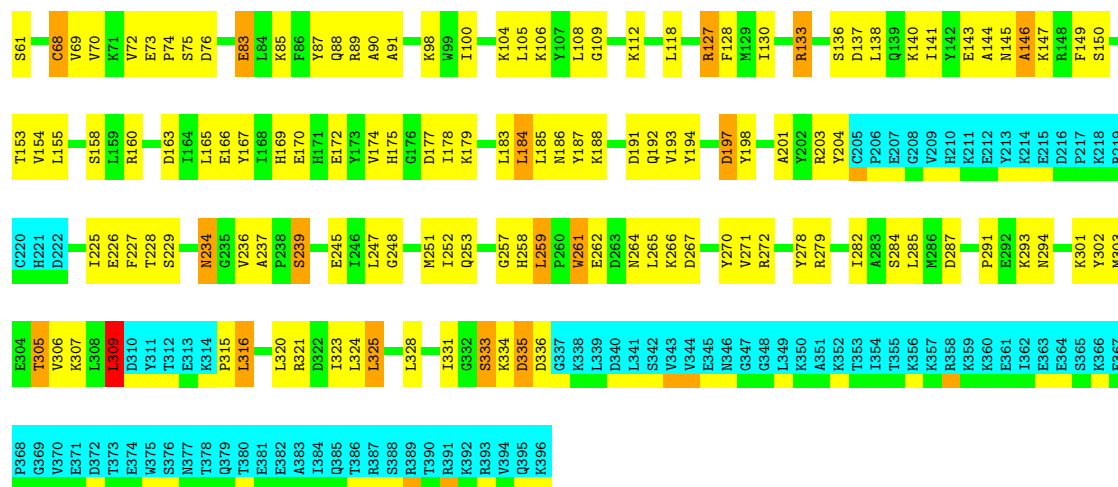 S61 C68 V69 V70 K71 V72 E73 P74 S75 D76 E83 L84 K85 F86 Y87 Q88 R89 A90 A91 K98 W99 I100 K104 L105 K106 Y107 L108 G109 K112 L118 R127 F128 M129 I130 R133 S136 D137 L138 Q139 K140 I141 Y142 E143 A144 N145 A146 K147 R148 F149 S150
T153 V154 L155 S158 L159 R160 D163 I164 L165 E166 Y167 I168 H169 E170 H171 E172 Y173 V174 H175 G176 D177 I178 K179 L183 L184 L185 N186 Y187 K188 D191 Q192 V193 Y194 D197 Y198 A201 Y202 R203 Y204 C205 P206 E207 G208 V209 H210 K211 E212 Y213 K214 E215 D216 P217 K218 R219
C220 H221 D222 I225 E226 F227 T228 S229 N234 G235 V236 A237 P238 S239 E245 I246 L247 G248 M251 I252 Q253 G257 H258 L259 P260 W261 E262 D263 N264 L265 K266 D267 Y270 V271 R272 Y278 R279 I282 A283 S284 L285 M286 D287 P291 E292 K293 N294 K301 Y302 M303
E304 T305 V306 K307 L308 L309 D310 Y311 T312 E313 K314 P315 L316 L320 R321 D322 I323 L324 L325 L328 I331 G332 S333 K334 D335 D336 G337 K338 L339 D340 L341 S342 V343 V344 E345 N346 G347 G348 L349 K350 A351 K352 T353 I354 T355 K356 K357 R358 K359 K360 E361 I362 E363 E364 S365 K366 E367
P368 G369 V370 E371 D372 T373 E374 W375 S376 N377 T378 Q379 T380 E381 E382 A383 I384 Q385 T386 R387 S388 R389 T390 R391 K392 R393 V394 Q395 K396